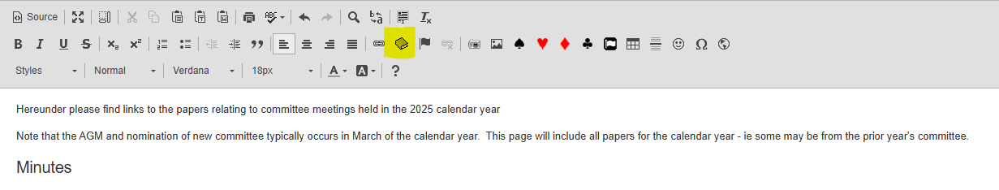 Source
ABC
B I U S x₂ x² Ω
Styles Normal Verdana 18px A A ?
Hereunder please find links to the papers relating to committee meetings held in the 2025 calendar year
Note that the AGM and nomination of new committee typically occurs in March of the calendar year. This page will include all papers for the calendar year - ie some may be from the prior year's committee.
Minutes